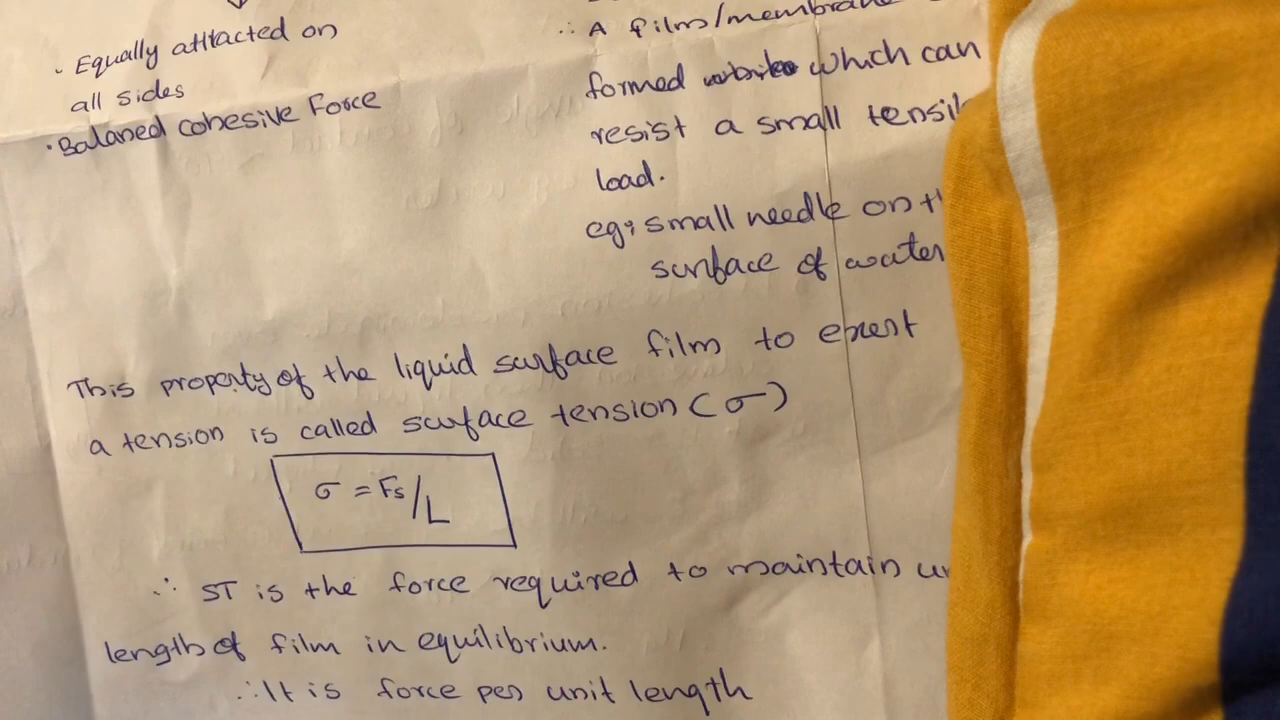 • Equally attracted on
all sides
• Balaned cohesive Force
∴ A film/membrane
formed which can
resist a small tensil
load.
eg: small needle on th
surface of water
This property of the liquid surface film to exert
a tension is called surface tension (σ)
σ = Fs/L
∴ ST is the force required to maintain un
length of film in equilibrium.
∴ It is force per unit length